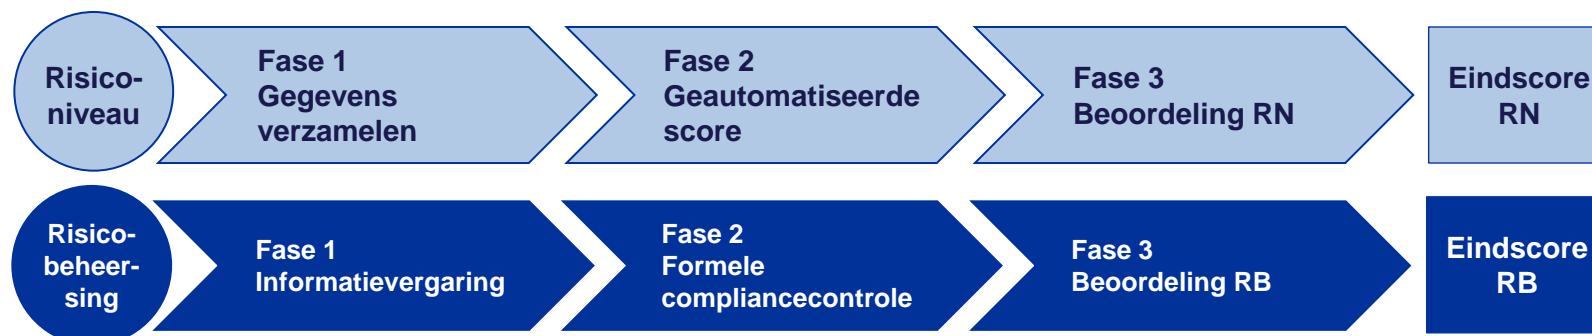 Risico-
niveau
Fase 1
Gegevens
verzamelen
Fase 2
Geautomatiseerde
score
Fase 3
Beoordeling RN
Eindscore
RN
Risico-
beheer-
sing
Fase 1
Informatievergaring
Fase 2
Formele
compliancecontrole
Fase 3
Beoordeling RB
Eindscore
RB